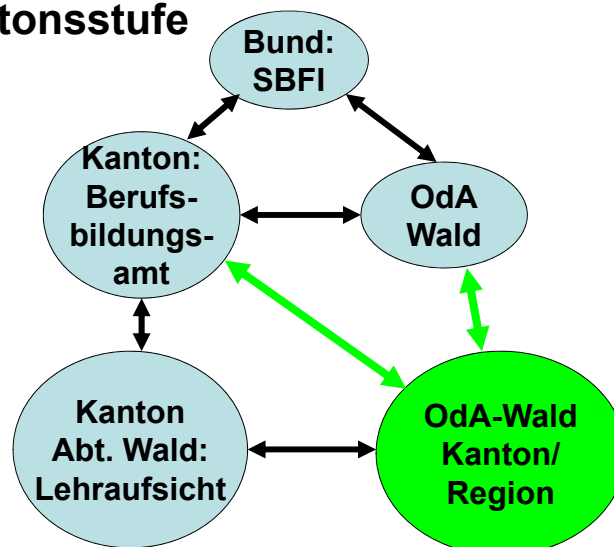 tonsstufe
Bund:
SBFI
Kanton:
Berufs-
bildungs-
amt
OdA
Wald
Kanton
Abt. Wald:
Lehraufsicht
OdA-Wald
Kanton/
Region